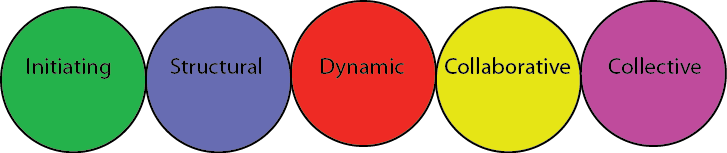 Initiating
Structural
Dynamic
Collaborative
Collective